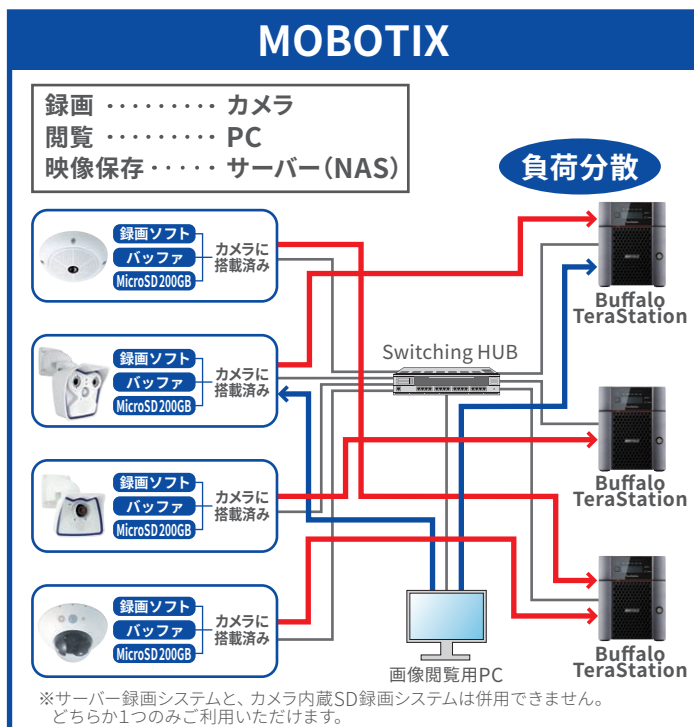 MOBOTIX
録画 ········· カメラ
閲覧 ········· PC
映像保存 ····· サーバー(NAS)
負荷分散
録画ソフト
バッファ
MicroSD200GB
カメラに
搭載済み
Buffalo
TeraStation
Switching HUB
録画ソフト
バッファ
MicroSD200GB
カメラに
搭載済み
Buffalo
TeraStation
録画ソフト
バッファ
MicroSD200GB
カメラに
搭載済み
録画ソフト
バッファ
MicroSD200GB
カメラに
搭載済み
Buffalo
TeraStation
画像閲覧用PC
※サーバー録画システムと、カメラ内蔵SD録画システムは併用できません。
どちらか1つのみご利用いただけます。